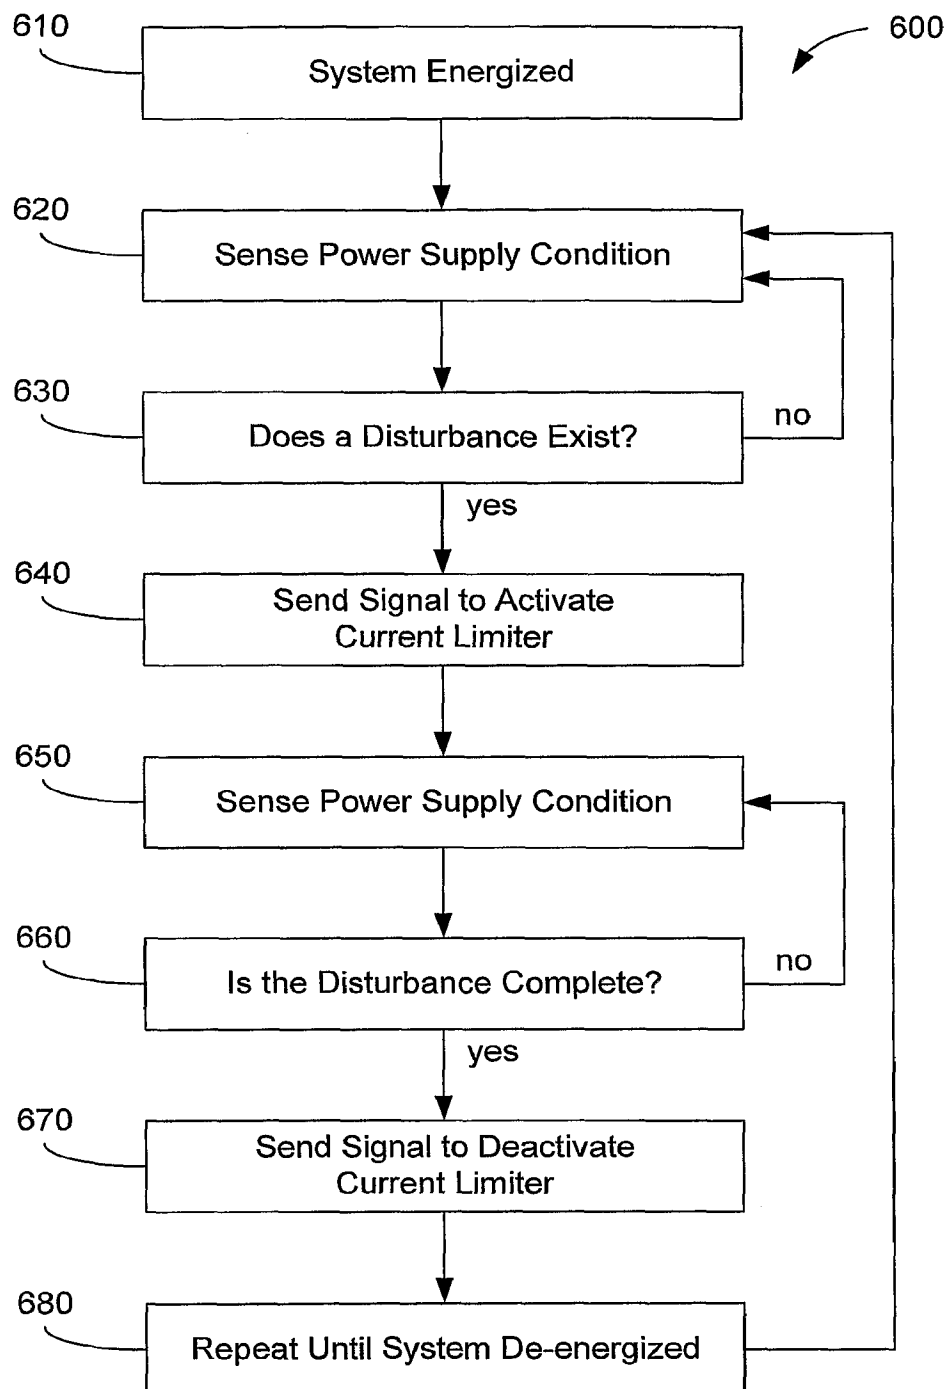 610
600
System Energized
620
Sense Power Supply Condition
630
Does a Disturbance Exist?
no
yes
640
Send Signal to Activate
Current Limiter
650
Sense Power Supply Condition
660
Is the Disturbance Complete?
no
yes
670
Send Signal to Deactivate
Current Limiter
680
Repeat Until System De-energized